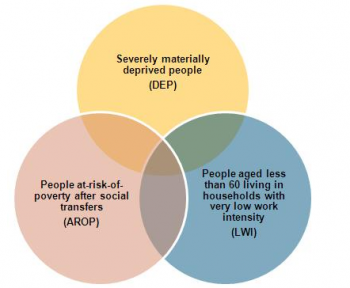 Severely materially
deprived people
(DEP)
People at-risk-of-
poverty after social
transfers
(AROP)
People aged less
than 60 living in
households with
very low work
intensity
(LWI)